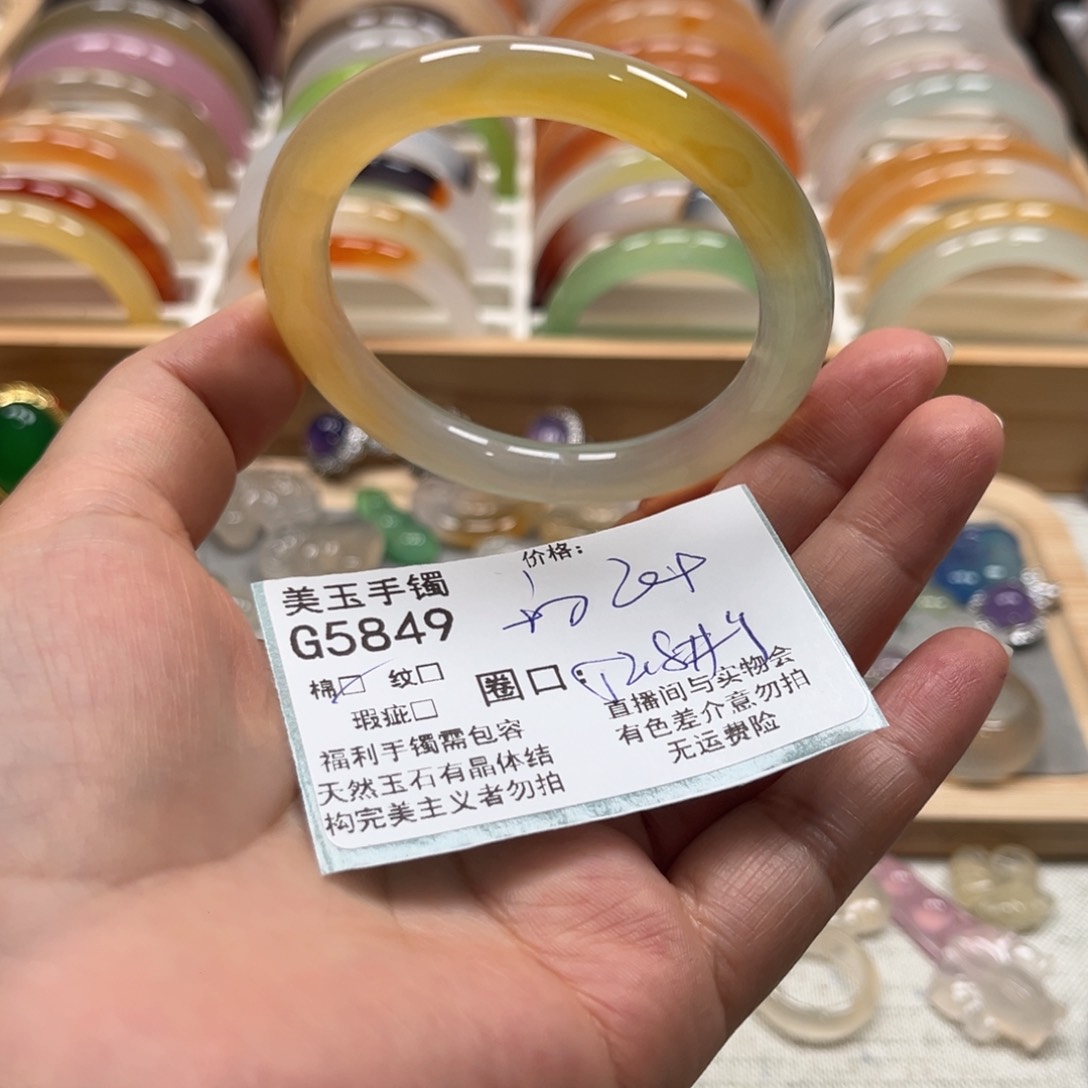 美玉手镯
G5849
价格：
棉☑ 纹□
圈口：
瑕疵□
福利手镯需包容
天然玉石有晶体结
构完美主义者勿拍
直播间与实物会
有色差介意勿拍
无运费险